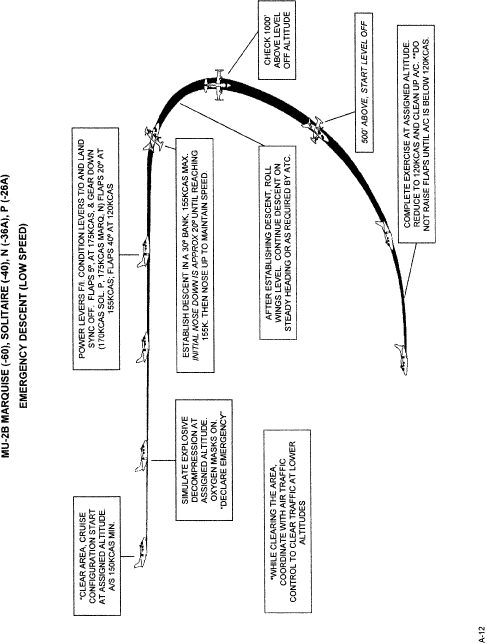 MU-2B MARQUISE (-60), SOLITAIRE (-40), N (-36A), P (-26A)
EMERGENCY DESCENT (LOW SPEED)
*CLEAR AREA, CRUISE
CONFIGURATION START
AT ASSIGNED ALTITUDE.
A/S 150KCAS MIN.
SIMULATE EXPLOSIVE
DECOMPRESSION AT
ASSIGNED ALTITUDE.
OXYGEN MASKS ON.
"DECLARE EMERGENCY"
POWER LEVERS F/I, CONDITION LEVERS T/O AND LAND
SYNC OFF. FLAPS 5º, AT 175KCAS, & GEAR DOWN
(170KCAS SOL, P, 175KCAS MARQ, N) FLAPS 20º AT
155KCAS; FLAPS 40º AT 120KCAS
ESTABLISH DESCENT IN A 30º BANK, 155KCAS MAX.
INITIAL NOSE DOWN IS APPROX 20º UNTIL REACHING
155K. THEN NOSE UP TO MAINTAIN SPEED.
AFTER ESTABLISHING DESCENT, ROLL
WINGS LEVEL. CONTINUE DESCENT ON
STEADY HEADING OR AS REQUIRED BY ATC.
CHECK 1000'
ABOVE LEVEL
OFF ALTITUDE
500' ABOVE, START LEVEL OFF
COMPLETE EXERCISE AT ASSIGNED ALTITUDE.
REDUCE TO 120KCAS AND CLEAN UP A/C. **DO
NOT RAISE FLAPS UNTIL A/C IS BELOW 120KCAS.
*WHILE CLEARING THE AREA,
COORDINATE WITH AIR TRAFFIC
CONTROL TO CLEAR TRAFFIC AT LOWER
ALTITUDES
A-12